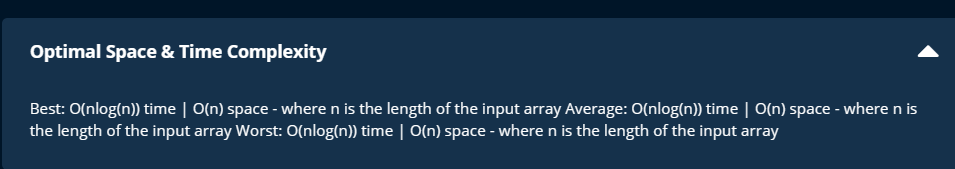 Optimal Space & Time Complexity
Best: O(nlog(n)) time | O(n) space - where n is the length of the input array Average: O(nlog(n)) time | O(n) space - where n is
the length of the input array Worst: O(nlog(n)) time | O(n) space - where n is the length of the input array